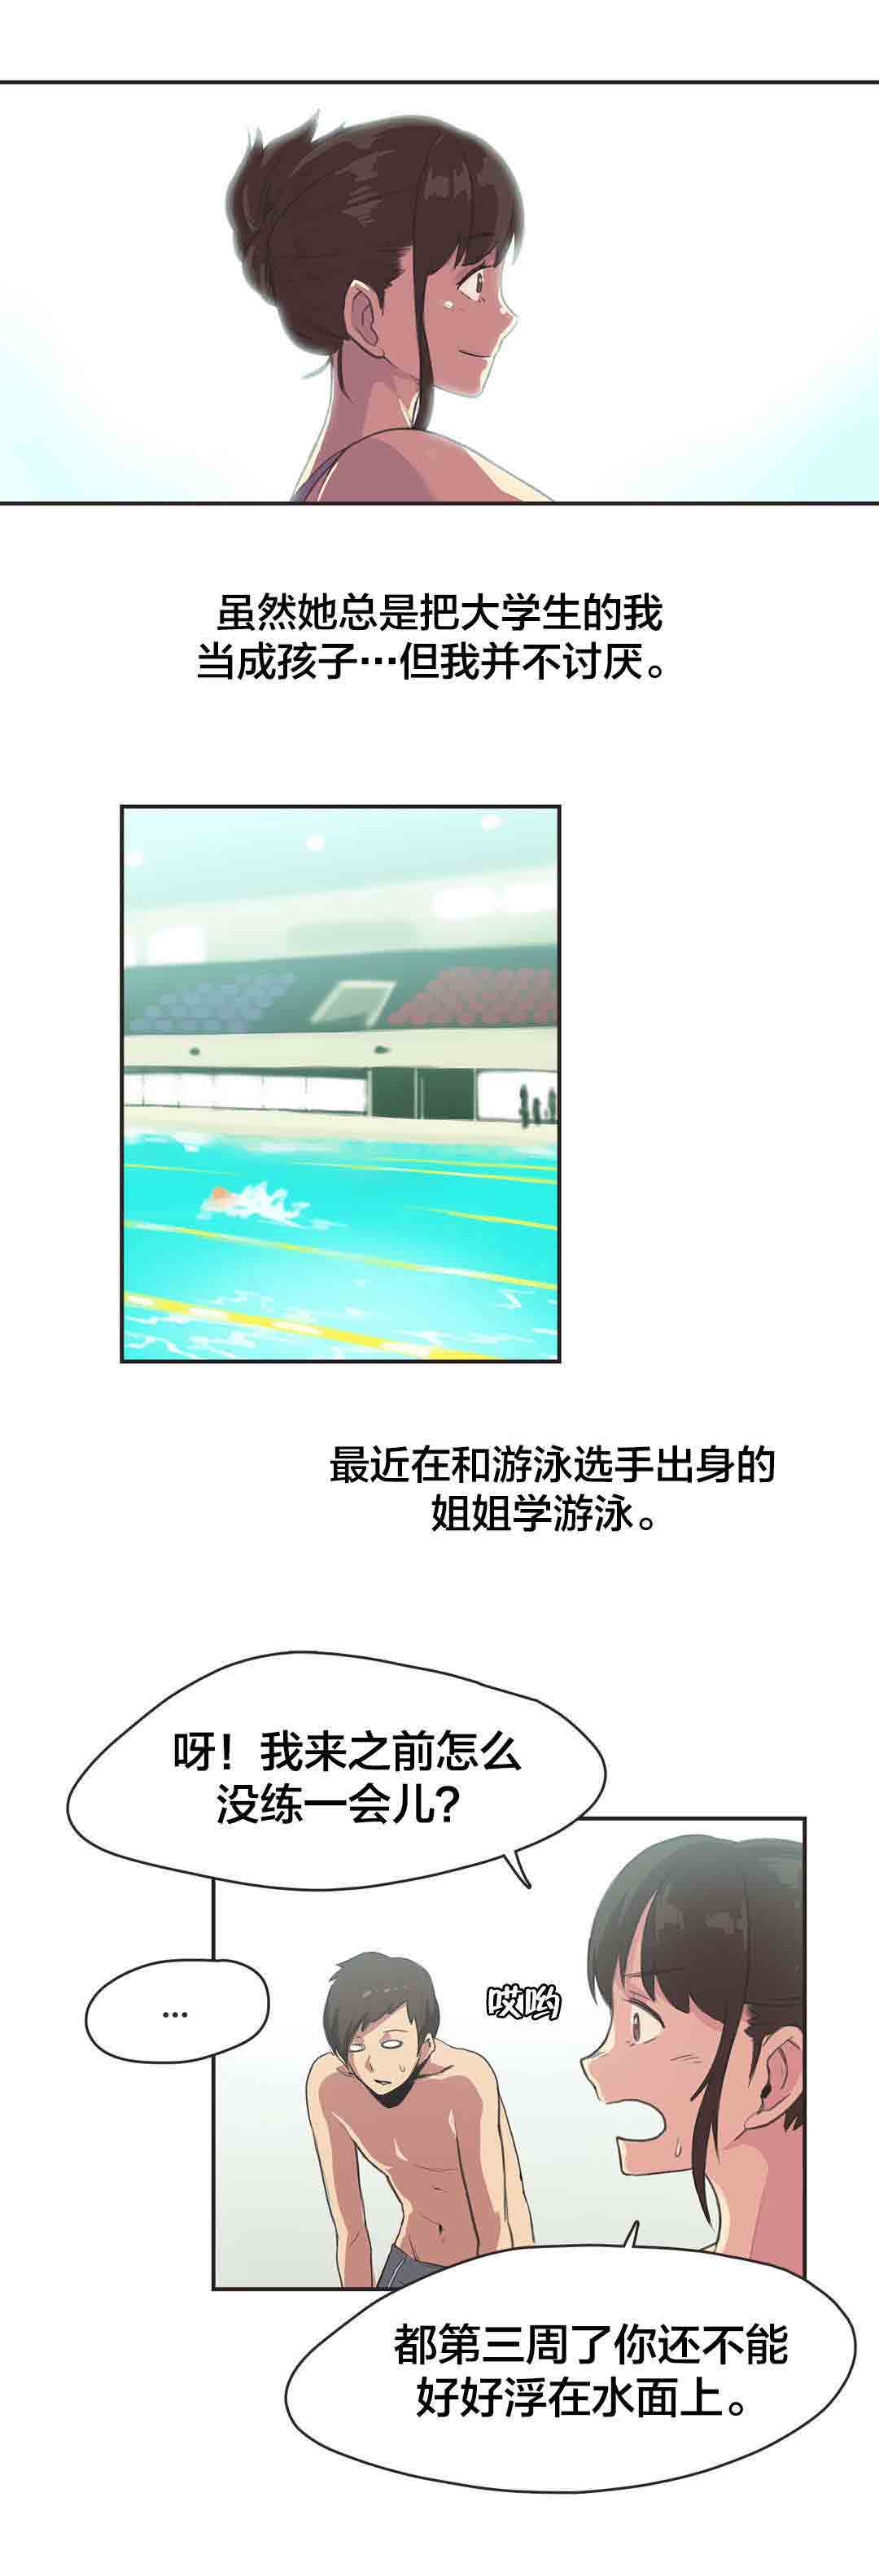 虽然她总是把大学生的我
当成孩子…但我并不讨厌。
最近在和游泳选手出身的
姐姐学游泳。
呀！我来之前怎么
没练一会儿？
…
哎哟
都第三周了你还不能
好好浮在水面上。